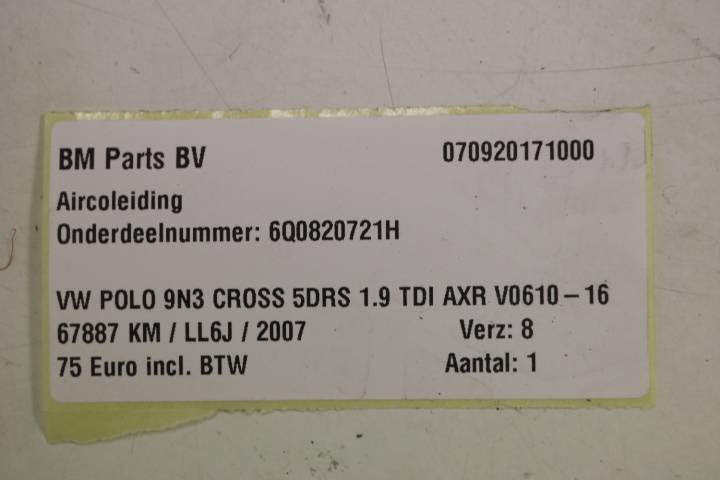 BM Parts BV 070920171000
Aircoleiding
Onderdeelnummer: 6Q0820721H
VW POLO 9N3 CROSS 5DRS 1.9 TDI AXR V0610-16
67887 KM / LL6J / 2007 Verz: 8
75 Euro incl. BTW Aantal: 1